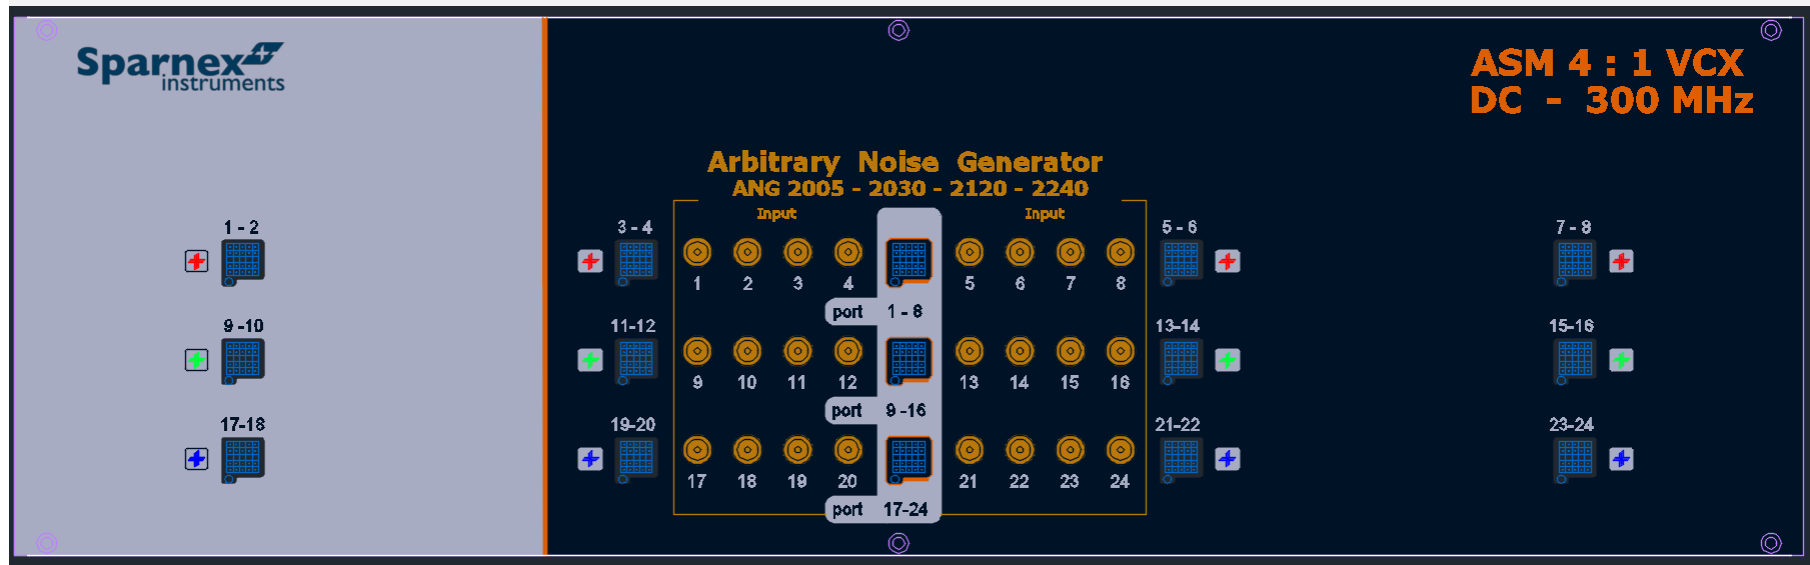 Sparnex
instruments
ASM 4 : 1 VCX
DC - 300 MHz
Arbitrary Noise Generator
ANG 2005 - 2030 - 2120 - 2240
Input Input
1 - 2 3 - 4 5 - 6 7 - 8
1 2 3 4 5 6 7 8
port 1 - 8
9 -10 11-12 13-14 15-16
9 10 11 12 13 14 15 16
port 9 -16
17-18 19-20 21-22 23-24
17 18 19 20 21 22 23 24
port 17-24